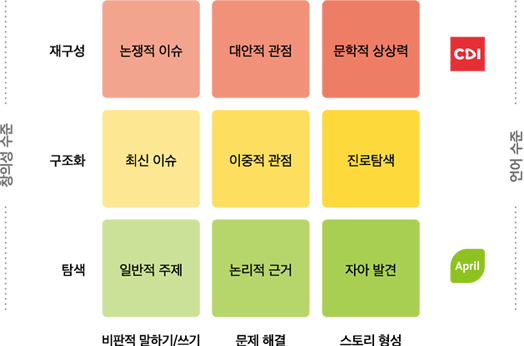 재구성
논쟁적 이슈
대안적 관점
문학적 상상력
CDI
창의성 수준
구조화
최신 이슈
이중적 관점
진로탐색
언어 수준
탐색
일반적 주제
논리적 근거
자아 발견
April
비판적 말하기/쓰기
문제 해결
스토리 형성